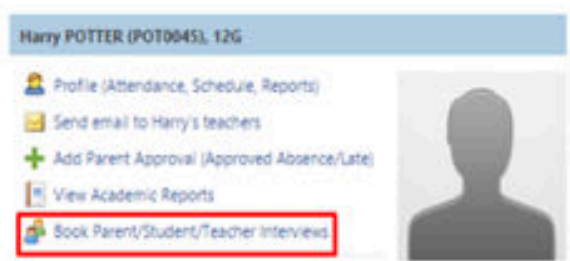 Harry POTTER (POT0045), 12G
Profile (Attendance, Schedule, Reports)
Send email to Harry's teachers
Add Parent Approval (Approved Absence/Late)
View Academic Reports
Book Parent/Student/Teacher Interviews